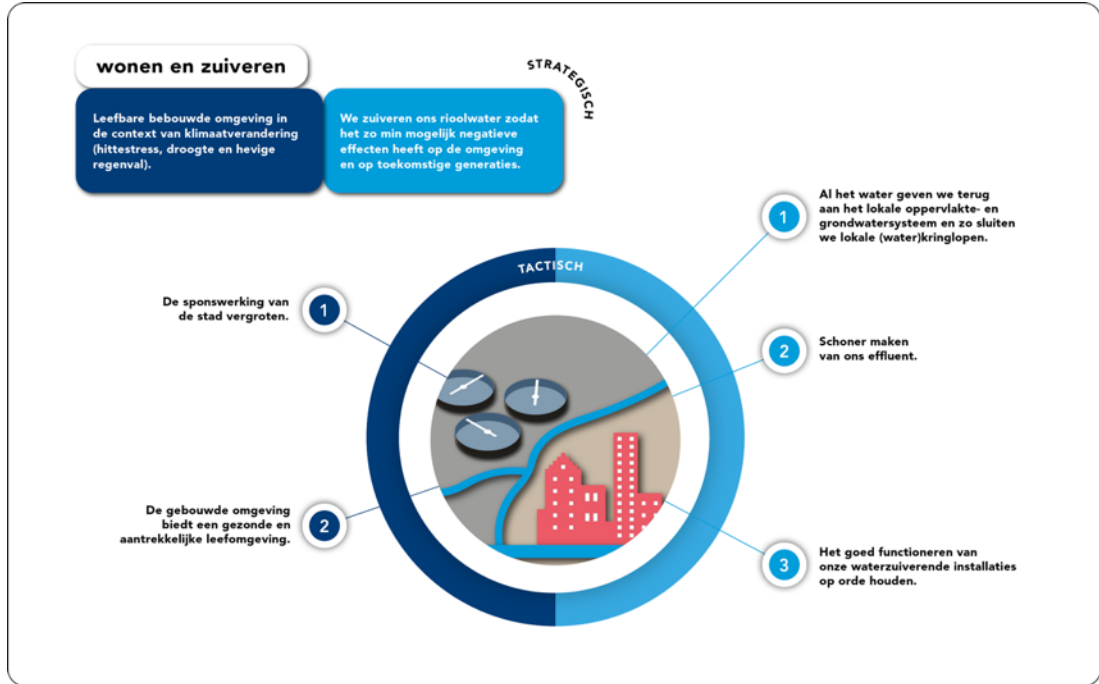 wonen en zuiveren
STRATEGISCH
Leefbare bebouwde omgeving in
de context van klimaatverandering
(hittestress, droogte en hevige
regenval).
We zuiveren ons rioolwater zodat
het zo min mogelijk negatieve
effecten heeft op de omgeving
en op toekomstige generaties.
TACTISCH
1
De sponswerking van
de stad vergroten.
2
De gebouwde omgeving
biedt een gezonde en
aantrekkelijke leefomgeving.
1
Al het water geven we terug
aan het lokale oppervlakte- en
grondwatersysteem en zo sluiten
we lokale (water)kringlopen.
2
Schoner maken
van ons effluent.
3
Het goed functioneren van
onze waterzuiverende installaties
op orde houden.